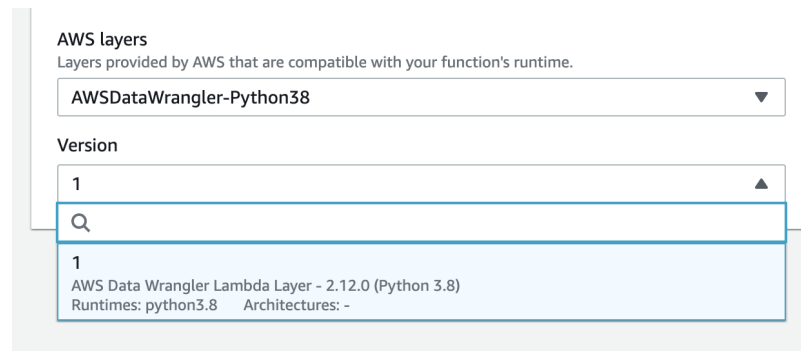 AWS layers
Layers provided by AWS that are compatible with your function's runtime.
AWSDataWrangler-Python38
Version
1
1
AWS Data Wrangler Lambda Layer - 2.12.0 (Python 3.8)
Runtimes: python3.8 Architectures: -